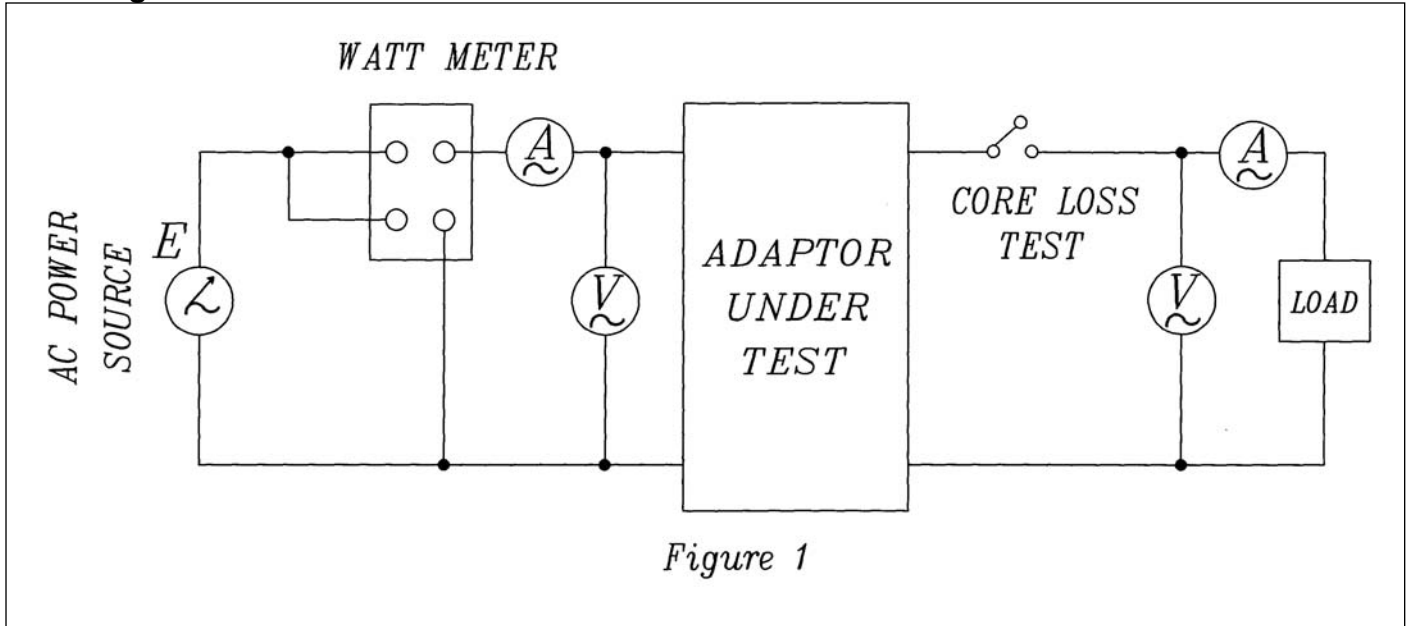 WATT METER
A
A
AC POWER
SOURCE
E
CORE LOSS
TEST
ADAPTOR
UNDER
TEST
V
V
LOAD
Figure 1